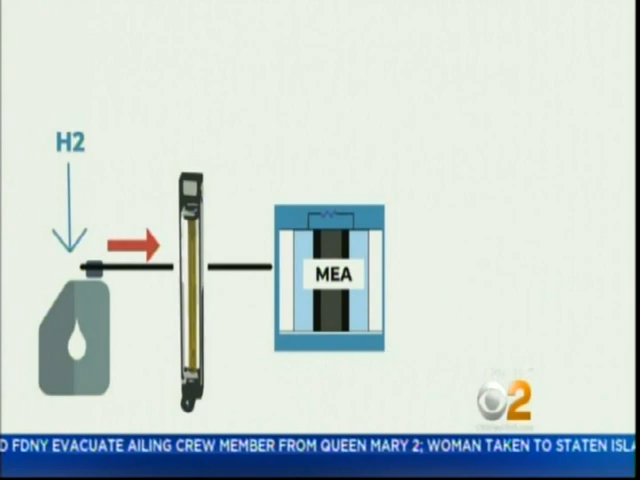 H2
MEA
2
D FDNY EVACUATE AILING CREW MEMBER FROM QUEEN MARY 2; WOMAN TAKEN TO STATEN ISLA